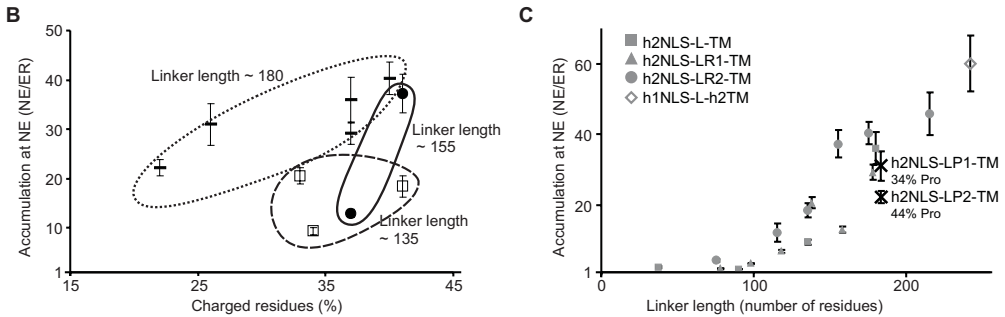 B
Accumulation at NE (NE/ER)
50
40
30
20
10
1
15
25
35
45
Charged residues (%)
Linker length ~ 180
Linker length
~ 155
Linker length
~ 135
C
Accumulation at NE (NE/ER)
60
40
20
1
0
100
200
Linker length (number of residues)
h2NLS-L-TM
h2NLS-LR1-TM
h2NLS-LR2-TM
h1NLS-L-h2TM
h2NLS-LP1-TM
34% Pro
h2NLS-LP2-TM
44% Pro